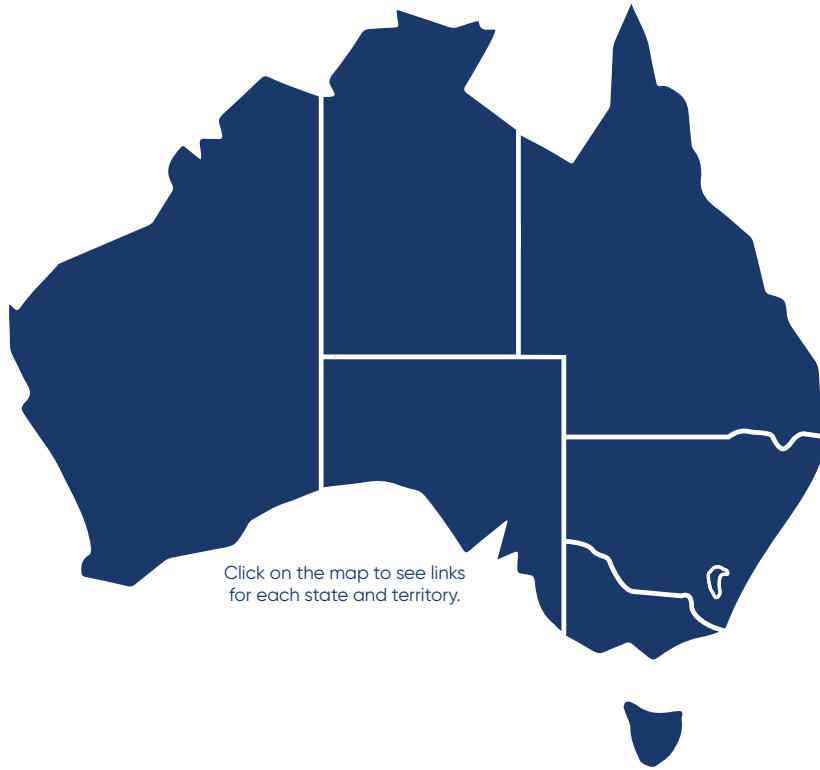 Click on the map to see links
for each state and territory.